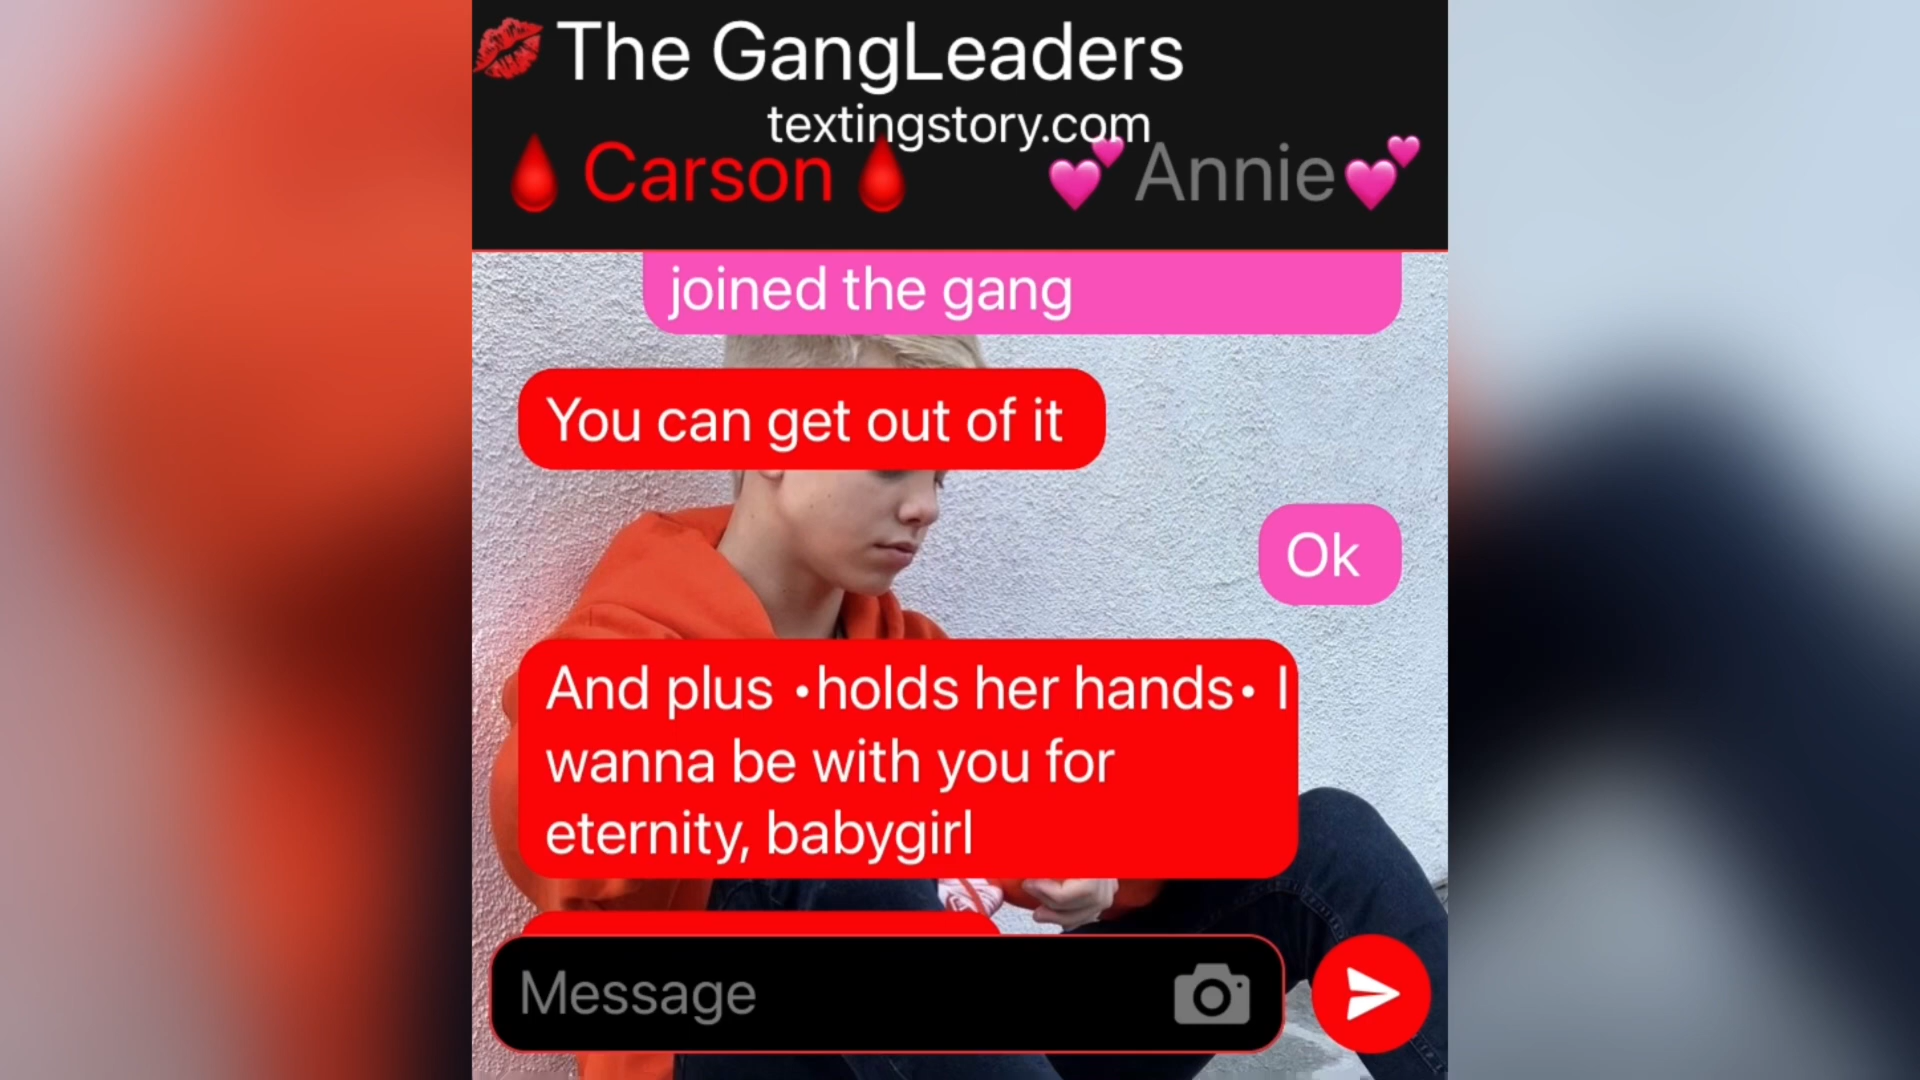 💋The GangLeaders
textingstory.com
🩸Carson🩸 💕Annie💕
joined the gang
You can get out of it
Ok
And plus •holds her hands• I
wanna be with you for
eternity, babygirl
Message